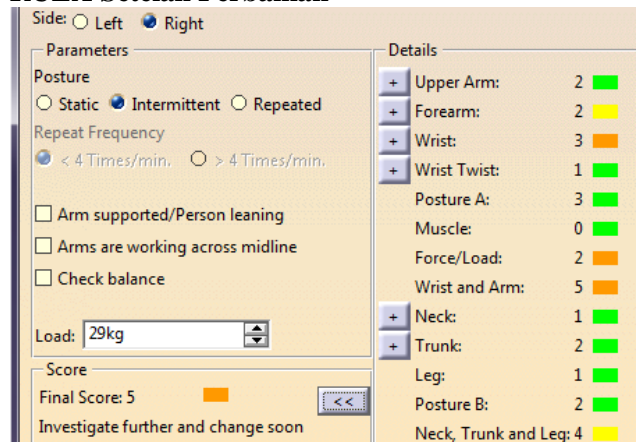 Side: Left Right
Parameters
Posture
Static Intermittent Repeated
Repeat Frequency
< 4 Times/min. > 4 Times/min.
Arm supported/Person leaning
Arms are working across midline
Check balance
Load: 29kg
Score
Final Score: 5 <<
Investigate further and change soon
Details
+ Upper Arm: 2
+ Forearm: 2
+ Wrist: 3
+ Wrist Twist: 1
Posture A: 3
Muscle: 0
Force/Load: 2
Wrist and Arm: 5
+ Neck: 1
+ Trunk: 2
Leg: 1
Posture B: 2
Neck, Trunk and Leg: 4